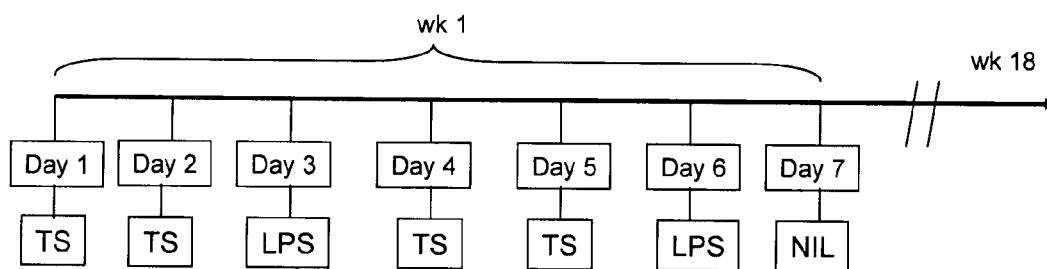 wk 1
wk 18
Day 1 Day 2 Day 3 Day 4 Day 5 Day 6 Day 7
TS TS LPS TS TS LPS NIL